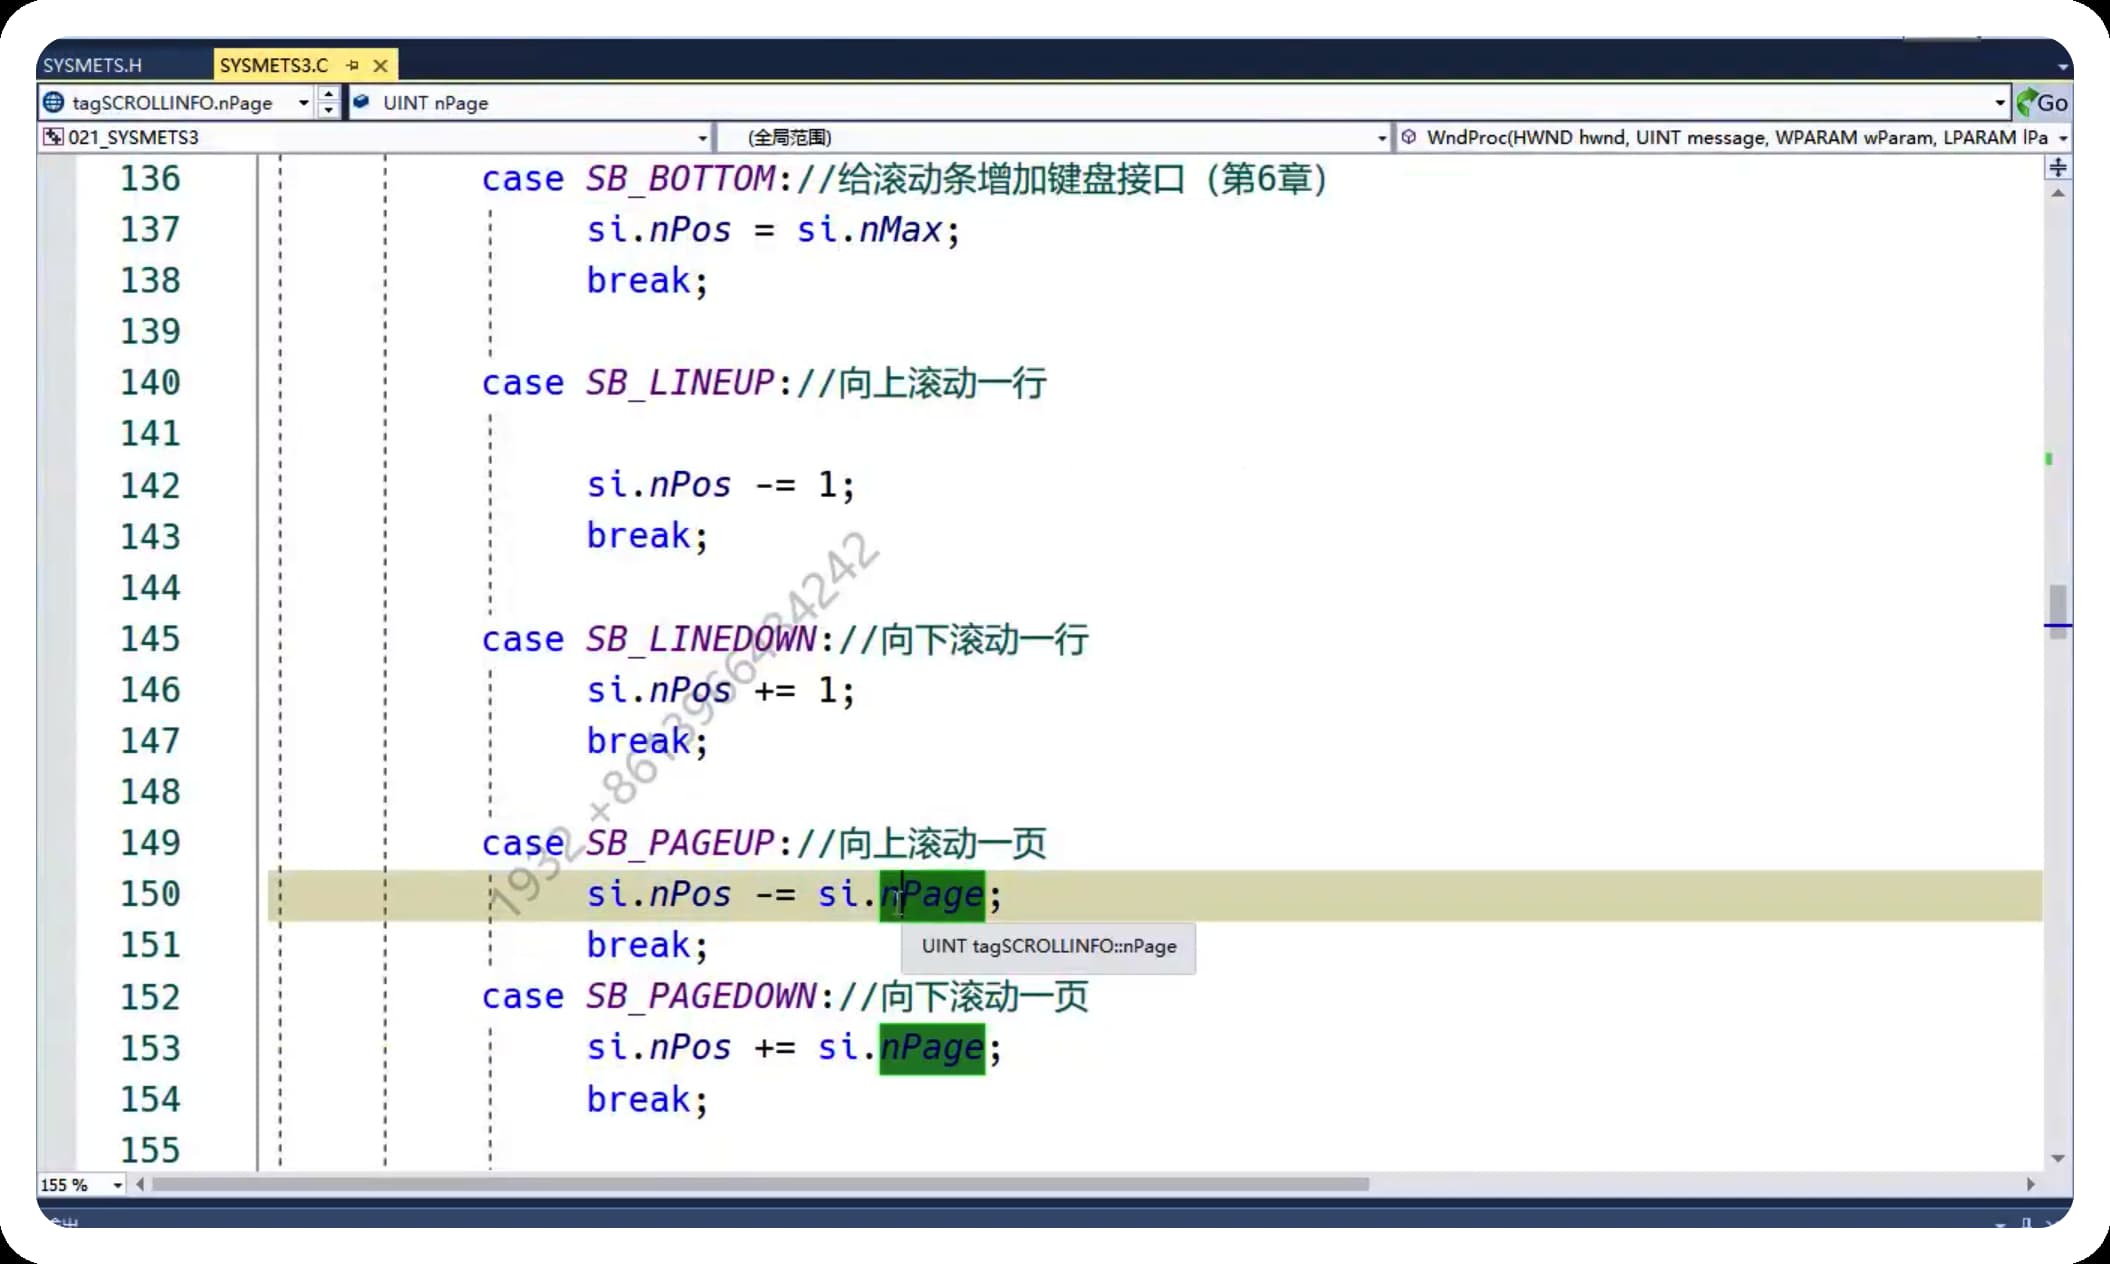 SYSMETS.H SYSMETS3.C
tagSCROLLINFO.nPage UINT nPage Go
021_SYSMETS3 (全局范围) WndProc(HWND hwnd, UINT message, WPARAM wParam, LPARAM lPa
136 case SB_BOTTOM://给滚动条增加键盘接口（第6章）
137 si.nPos = si.nMax;
138 break;
139
140 case SB_LINEUP://向上滚动一行
141
142 si.nPos -= 1;
143 break;
144
145 case SB_LINEDOWN://向下滚动一行
146 si.nPos += 1;
147 break;
148
149 case SB_PAGEUP://向上滚动一页
150 si.nPos -= si.nPage;
151 break; UINT tagSCROLLINFO::nPage
152 case SB_PAGEDOWN://向下滚动一页
153 si.nPos += si.nPage;
154 break;
155
155 %